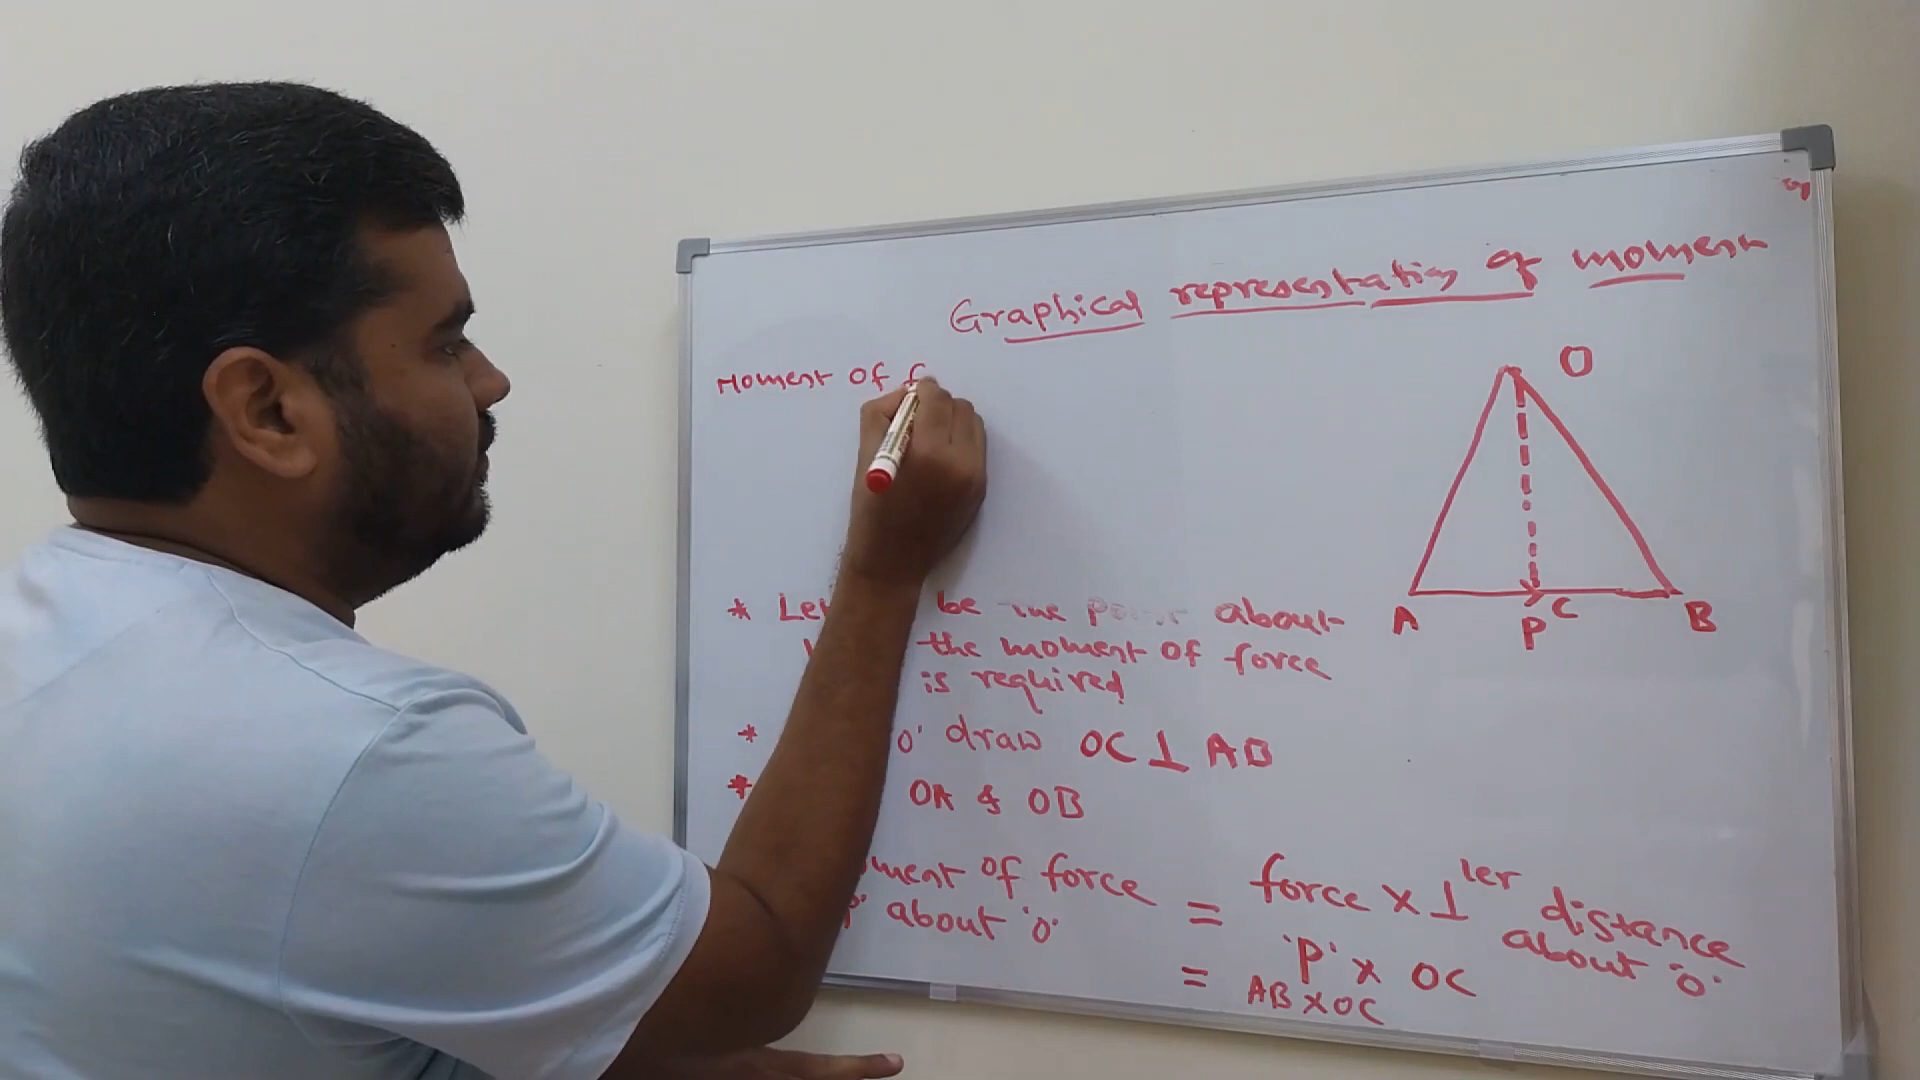 Graphical representation of moment
Moment of f
O
A
P
C
B
* Let be the point about
the moment of force
is required
* 'O' draw OC ⊥ AB
* OA & OB
ment of force = force x ⊥ler distance
'P' about 'O' about 'O'
= 'P' x OC
AB x OC